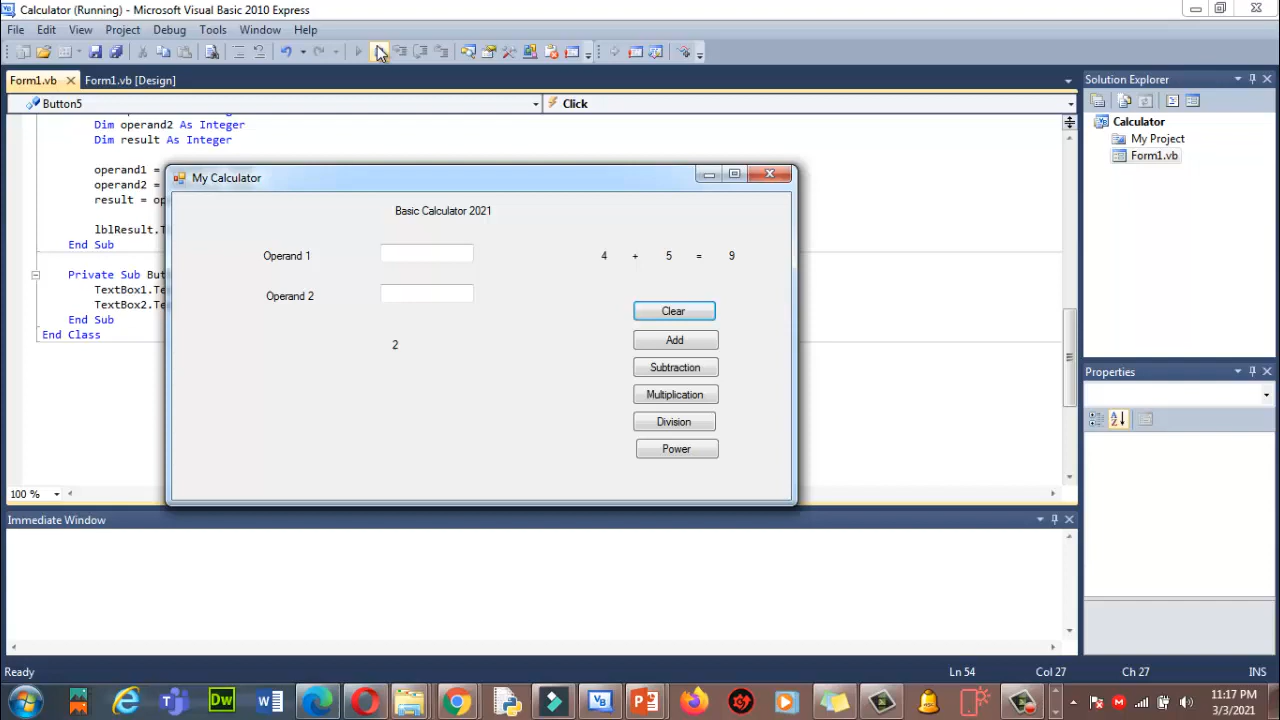 Calculator (Running) - Microsoft Visual Basic 2010 Express
File Edit View Project Debug Tools Window Help
Form1.vb Form1.vb [Design]
Button5 Click
Dim operand2 As Integer
Dim result As Integer
operand1 =
operand2 =
result = op
lblResult.T
End Sub
Private Sub But
TextBox1.Te
TextBox2.Te
End Sub
End Class
100 %
My Calculator
Basic Calculator 2021
Operand 1
4 + 5 = 9
Operand 2
2
Clear
Add
Subtraction
Multiplication
Division
Power
Solution Explorer
Calculator
My Project
Form1.vb
Properties
Immediate Window
Ready Ln 54 Col 27 Ch 27 INS
Dw
11:17 PM
3/3/2021